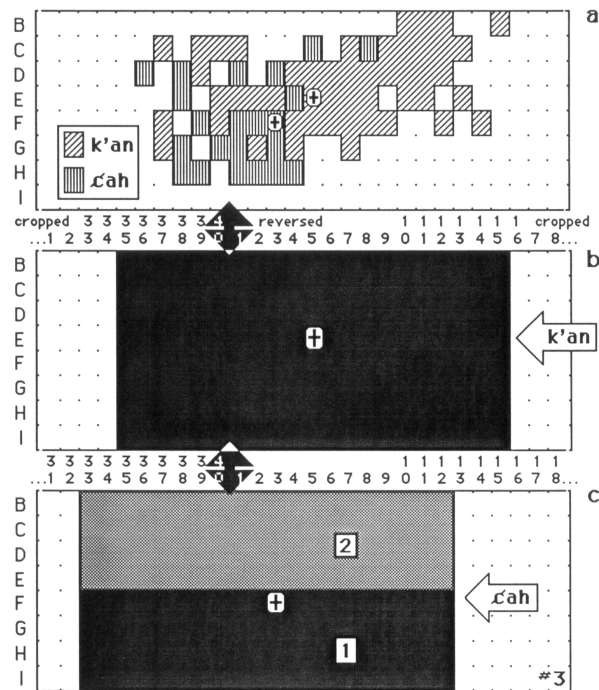 a
B
C
D
E
F
G
H
I
k'an
ȼah
cropped 3 3 3 3 3 3 3 4 reversed 1 1 1 1 1 1 1 cropped
...1 2 3 4 5 6 7 8 9 0 1 2 3 4 5 6 7 8 9 0 1 2 3 4 5 6 7 8...
b
B
C
D
E
F
G
H
I
k'an
3 3 3 3 3 3 3 3 3 4 1 1 1 1 1 1 1 1 1
...1 2 3 4 5 6 7 8 9 0 1 2 3 4 5 6 7 8 9 0 1 2 3 4 5 6 7 8...
c
B
C
D
E
F
G
H
I
2
ȼah
1
#3